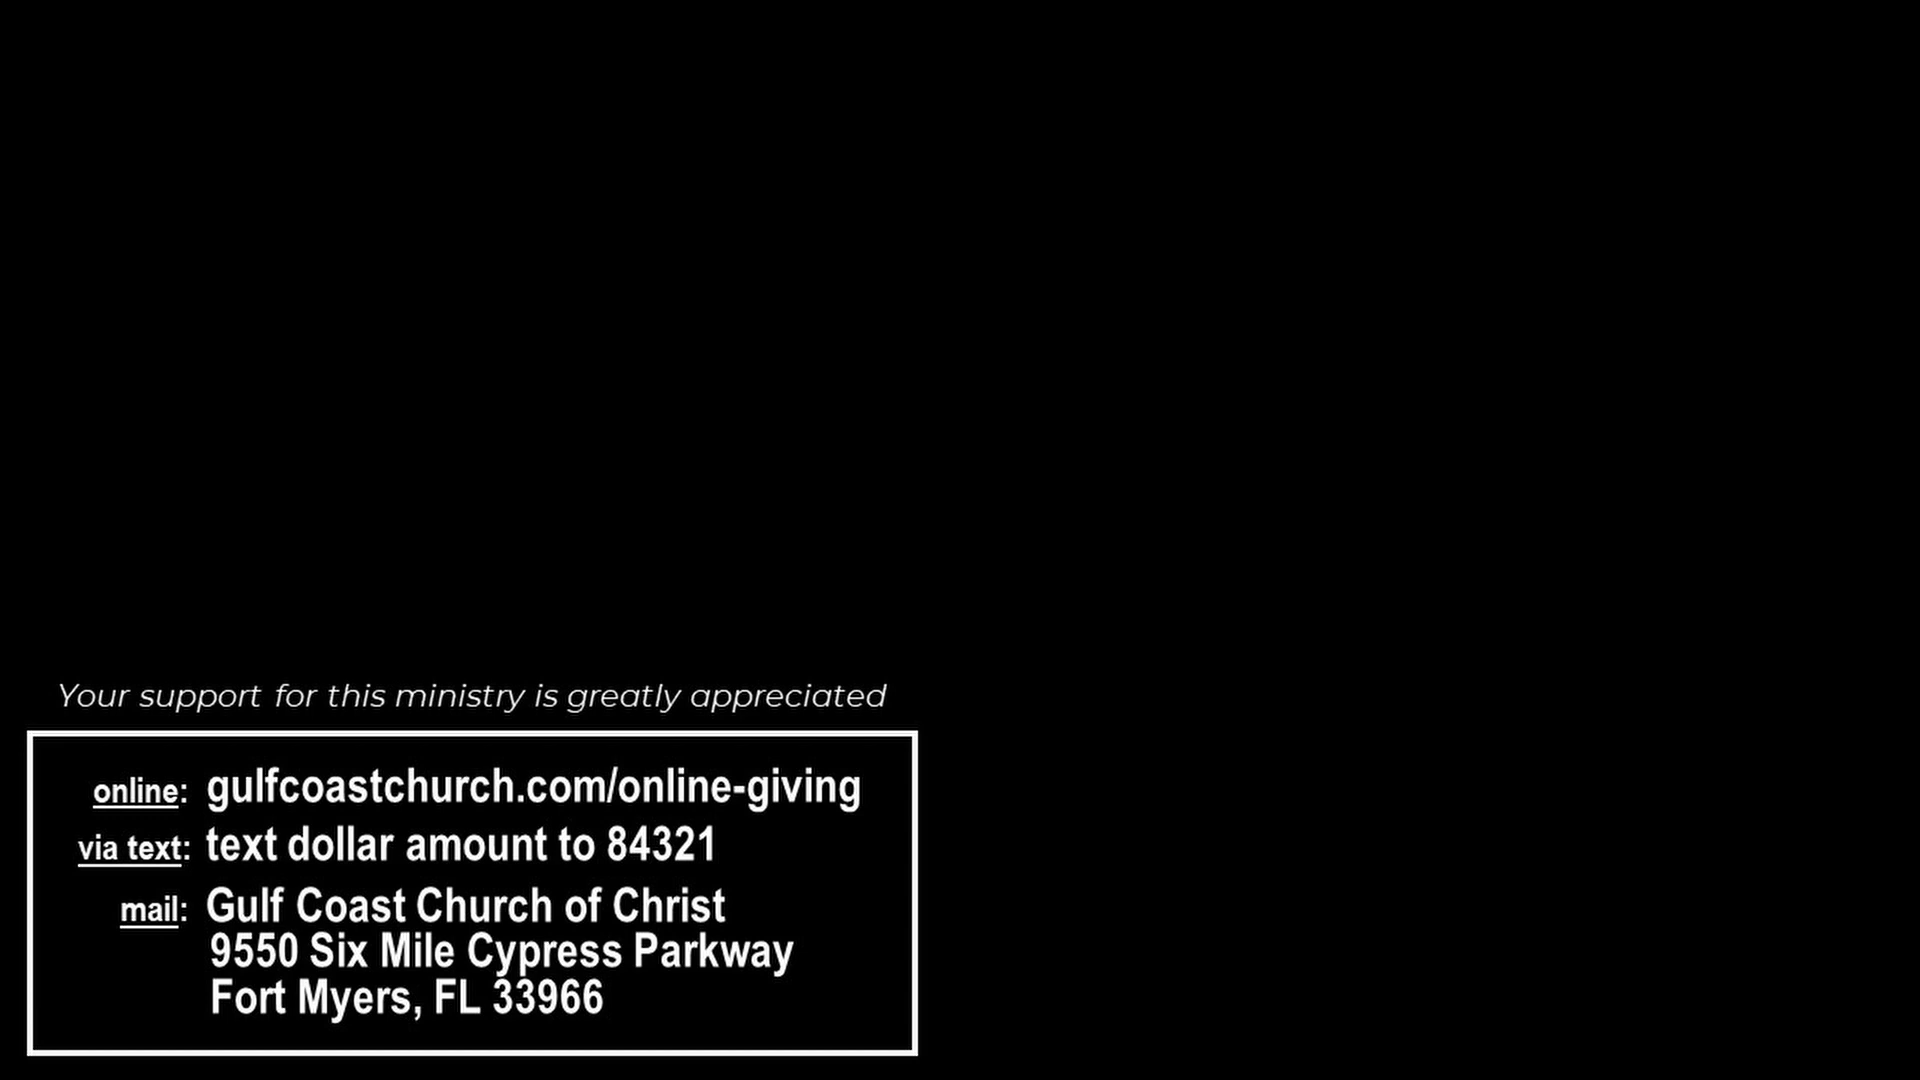 Your support for this ministry is greatly appreciated
online: gulfcoastchurch.com/online-giving
via text: text dollar amount to 84321
mail: Gulf Coast Church of Christ
9550 Six Mile Cypress Parkway
Fort Myers, FL 33966